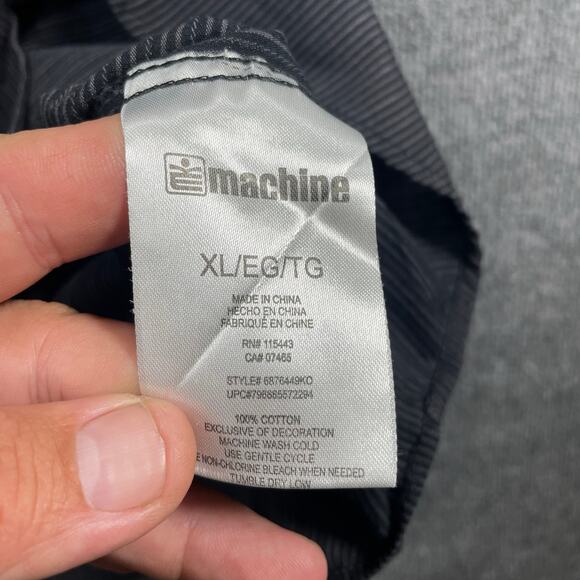 machine
XL/EG/TG
MADE IN CHINA
HECHO EN CHINA
FABRIQUÉ EN CHINE
RN# 115443
CA# 07465
STYLE# 6876449KO
UPC#796865572294
100% COTTON
EXCLUSIVE OF DECORATION
MACHINE WASH COLD
USE GENTLE CYCLE
NON-CHLORINE BLEACH WHEN NEEDED
TUMBLE DRY LOW